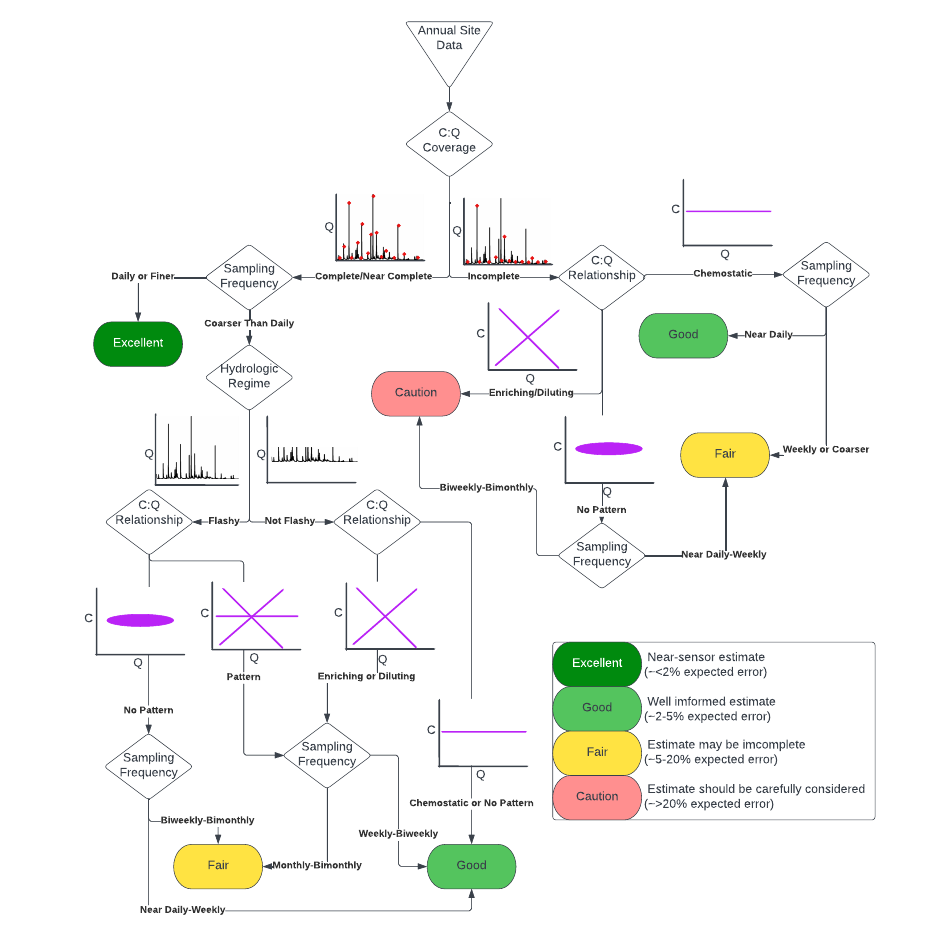 Annual Site
Data
C:Q
Coverage
Q
Q
C
Q
Complete/Near Complete
Incomplete
Sampling
Frequency
Daily or Finer
Coarser Than Daily
Excellent
C:Q
Relationship
Chemostatic
Sampling
Frequency
Near Daily
Good
Weekly or Coarser
Fair
C
Q
Enriching/Diluting
Caution
C
Q
No Pattern
Biweekly-Bimonthly
Sampling
Frequency
Near Daily-Weekly
Hydrologic
Regime
Q
Q
Flashy
Not Flashy
C:Q
Relationship
C:Q
Relationship
C
Q
No Pattern
C
Q
Pattern
C
Q
Enriching or Diluting
C
Q
Chemostatic or No Pattern
Sampling
Frequency
Sampling
Frequency
Biweekly-Bimonthly
Weekly-Biweekly
Fair
Monthly-Bimonthly
Good
Near Daily-Weekly
Excellent
Near-sensor estimate
(~<2% expected error)
Good
Well imformed estimate
(~2-5% expected error)
Fair
Estimate may be imcomplete
(~5-20% expected error)
Caution
Estimate should be carefully considered
(~>20% expected error)